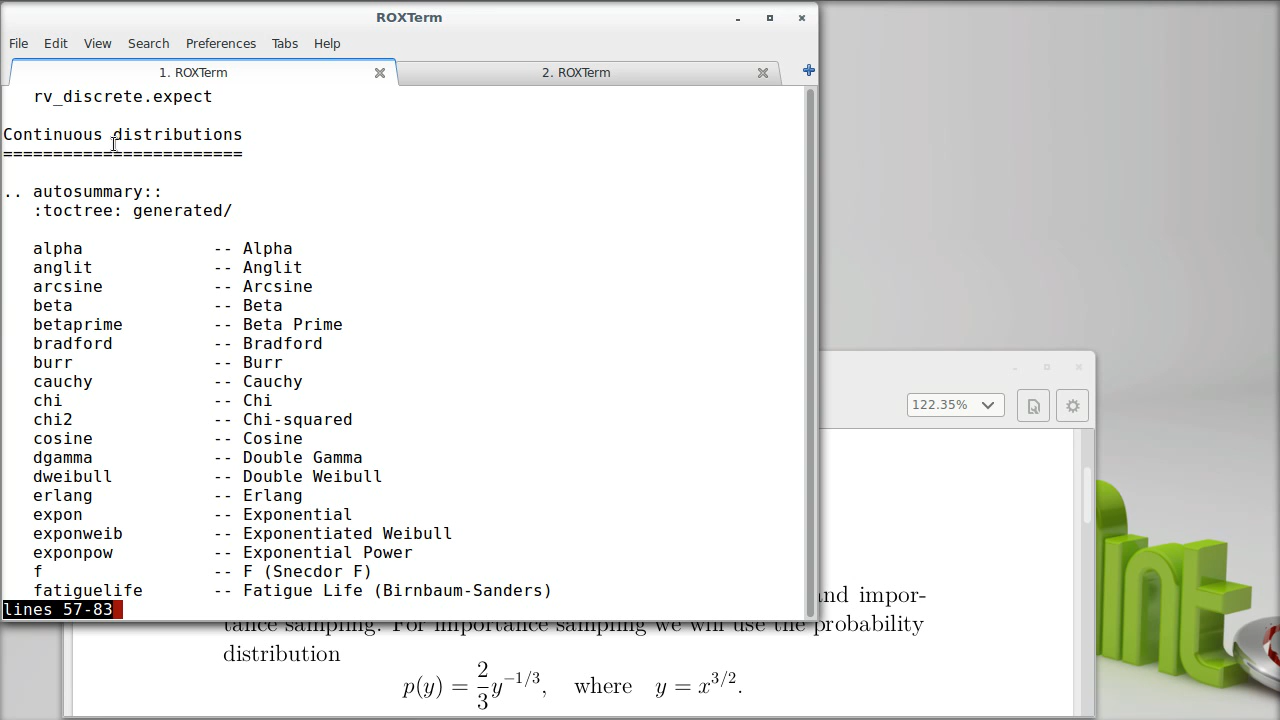 ROXTerm
File Edit View Search Preferences Tabs Help
1. ROXTerm 2. ROXTerm
rv_discrete.expect
Continuous distributions
========================
.. autosummary::
:toctree: generated/
alpha -- Alpha
anglit -- Anglit
arcsine -- Arcsine
beta -- Beta
betaprime -- Beta Prime
bradford -- Bradford
burr -- Burr
cauchy -- Cauchy
chi -- Chi
chi2 -- Chi-squared
cosine -- Cosine
dgamma -- Double Gamma
dweibull -- Double Weibull
erlang -- Erlang
expon -- Exponential
exponweib -- Exponentiated Weibull
exponpow -- Exponential Power
f -- F (Snecdor F)
fatiguelife -- Fatigue Life (Birnbaum-Sanders)
lines 57-83
122.35%
and impor-
tance sampling. For importance sampling we will use the probability
distribution
p(y) = 2/3 y^{-1/3}, where y = x^{3/2}.